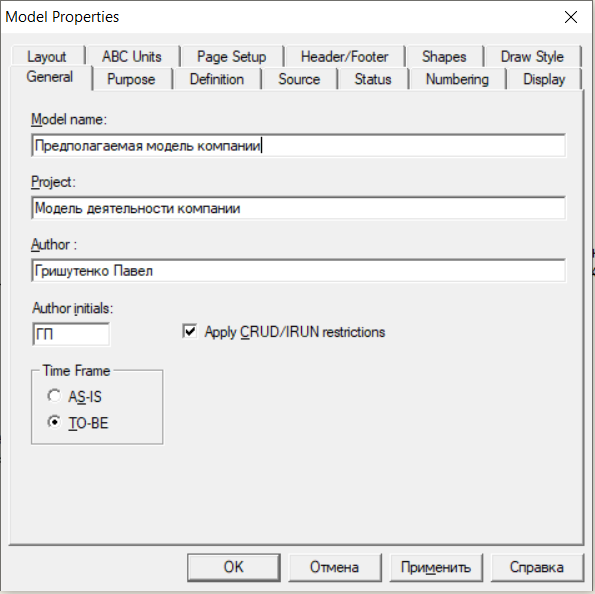 Model Properties
Layout ABC Units Page Setup Header/Footer Shapes Draw Style
General Purpose Definition Source Status Numbering Display
Model name:
Предполагаемая модель компании
Project:
Модель деятельности компании
Author :
Гришутенко Павел
Author initials:
ГП
Apply CRUD/IRUN restrictions
Time Frame
AS-IS
TO-BE
OK Отмена Применить Справка